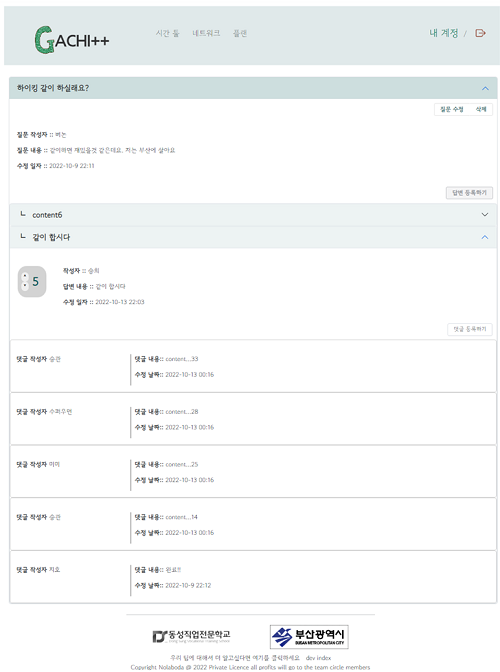 GACHI++
시간 들 네트워크 플랜
내 계정 /
하이킹 같이 하실래요?
질문 수정 삭제
질문 작성자 :: 버논
질문 내용 :: 같이하면 재밌을것 같은데요. 저는 부산에 살아요
수정 일자 :: 2022-10-9 22:11
답변 등록하기
ㄴ content6
ㄴ 같이 합시다
5
작성자 :: 승희
답변 내용 :: 같이 합시다
수정 일자 :: 2022-10-13 22:03
댓글 등록하기
댓글 작성자 승관
댓글 내용:: content...33
수정 날짜:: 2022-10-13 00:16
댓글 작성자 수퍼우먼
댓글 내용:: content...28
수정 날짜:: 2022-10-13 00:16
댓글 작성자 미미
댓글 내용:: content...25
수정 날짜:: 2022-10-13 00:16
댓글 작성자 승관
댓글 내용:: content...14
수정 날짜:: 2022-10-13 00:16
댓글 작성자 지호
댓글 내용:: 완료!!
수정 날짜:: 2022-10-9 22:12
동성직업전문학교
부산광역시
BUSAN METROPOLITAN CITY
우리 팀에 대해서 더 알고싶다면 여기를 클릭하세요 dev index
Copyright Nolaboda @ 2022 Private Licence all profits will go to the team circle members